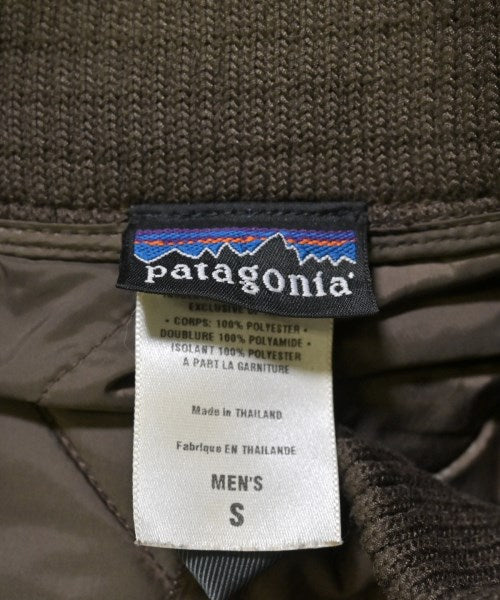 patagonia
EXCLUSIVE
• CORPS: 100% POLYESTER •
DOUBLURE 100% POLYAMIDE •
ISOLANT 100% POLYESTER
A PART LA GARNITURE
Made in THAILAND
Fabrique EN THAILANDE
MEN'S
S